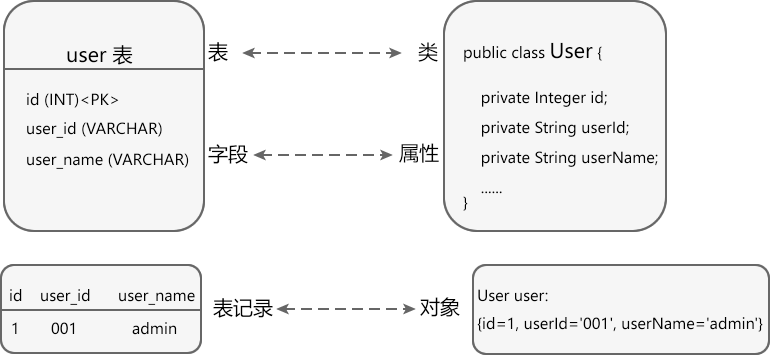 user 表
id (INT)<PK>
user_id (VARCHAR)
user_name (VARCHAR)
表
类
字段
属性
public class User {
private Integer id;
private String userId;
private String userName;
......
}
id user_id user_name
1 001 admin
表记录
对象
User user:
{id=1, userId='001', userName='admin'}